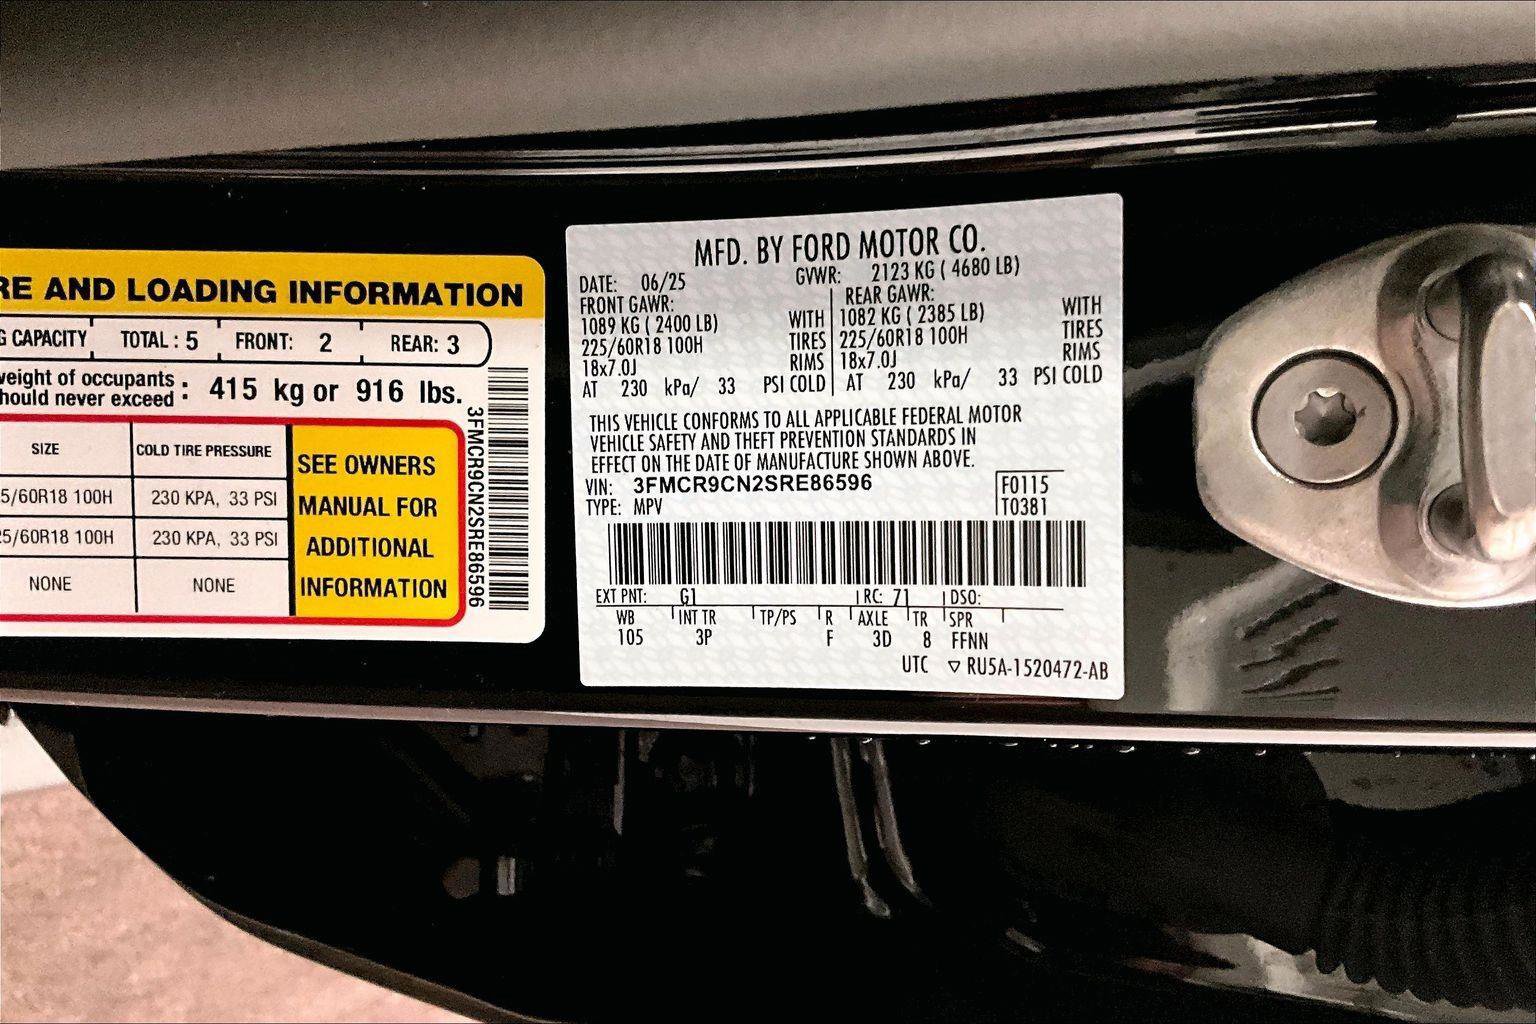 RE AND LOADING INFORMATION
G CAPACITY TOTAL : 5 FRONT: 2 REAR: 3
weight of occupants
hould never exceed : 415 kg or 916 lbs.
SIZE COLD TIRE PRESSURE
5/60R18 100H 230 KPA, 33 PSI
5/60R18 100H 230 KPA, 33 PSI
NONE NONE
SEE OWNERS
MANUAL FOR
ADDITIONAL
INFORMATION
3FMCR9CN2SRE86596
MFD. BY FORD MOTOR CO.
DATE: 06/25 GVWR: 2123 KG ( 4680 LB)
FRONT GAWR: REAR GAWR:
1089 KG ( 2400 LB) WITH 1082 KG ( 2385 LB) WITH
225/60R18 100H TIRES 225/60R18 100H TIRES
18x7.0J RIMS 18x7.0J RIMS
AT 230 kPa/ 33 PSI COLD AT 230 kPa/ 33 PSI COLD
THIS VEHICLE CONFORMS TO ALL APPLICABLE FEDERAL MOTOR
VEHICLE SAFETY AND THEFT PREVENTION STANDARDS IN
EFFECT ON THE DATE OF MANUFACTURE SHOWN ABOVE.
VIN: 3FMCR9CN2SRE86596 F0115
TYPE: MPV T0381
EXT PNT: G1 RC: 71 DSO:
WB INT TR TP/PS R AXLE TR SPR
105 3P F 3D 8 FFNN
UTC ▽ RU5A-1520472-AB